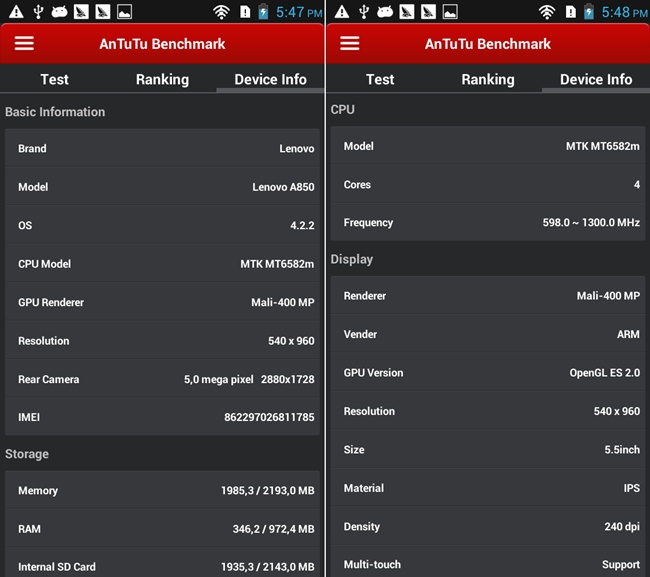 5:47 PM
AnTuTu Benchmark
Test Ranking Device Info
Basic Information
Brand Lenovo
Model Lenovo A850
OS 4.2.2
CPU Model MTK MT6582m
GPU Renderer Mali-400 MP
Resolution 540 x 960
Rear Camera 5,0 mega pixel 2880x1728
IMEI 862297026811785
Storage
Memory 1985,3 / 2193,0 MB
RAM 346,2 / 972,4 MB
Internal SD Card 1935,3 / 2143,0 MB
5:48 PM
AnTuTu Benchmark
Test Ranking Device Info
CPU
Model MTK MT6582m
Cores 4
Frequency 598.0 ~ 1300.0 MHz
Display
Renderer Mali-400 MP
Vender ARM
GPU Version OpenGL ES 2.0
Resolution 540 x 960
Size 5.5inch
Material IPS
Density 240 dpi
Multi-touch Support